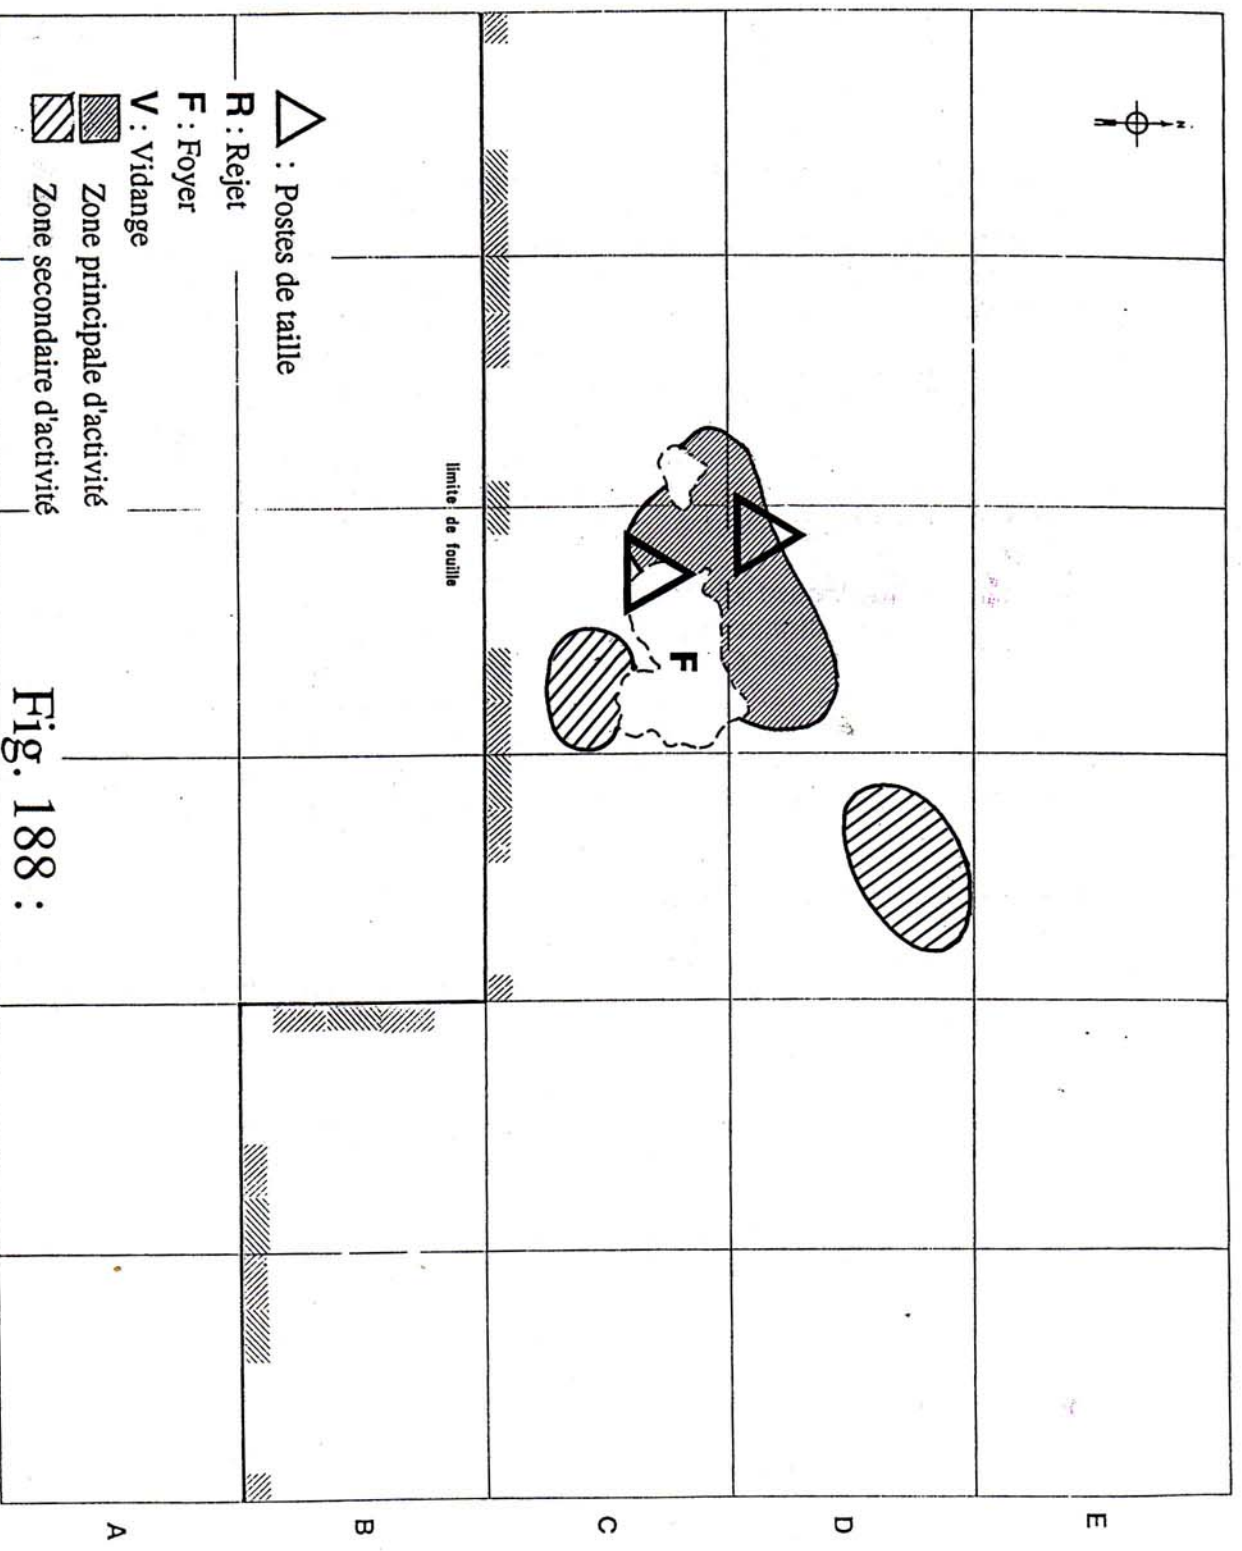 N
E
D
C
B
A
F
limite de fouille
: Postes de taille
R : Rejet
F : Foyer
V : Vidange
Zone principale d'activité
Zone secondaire d'activité
Fig. 188 :